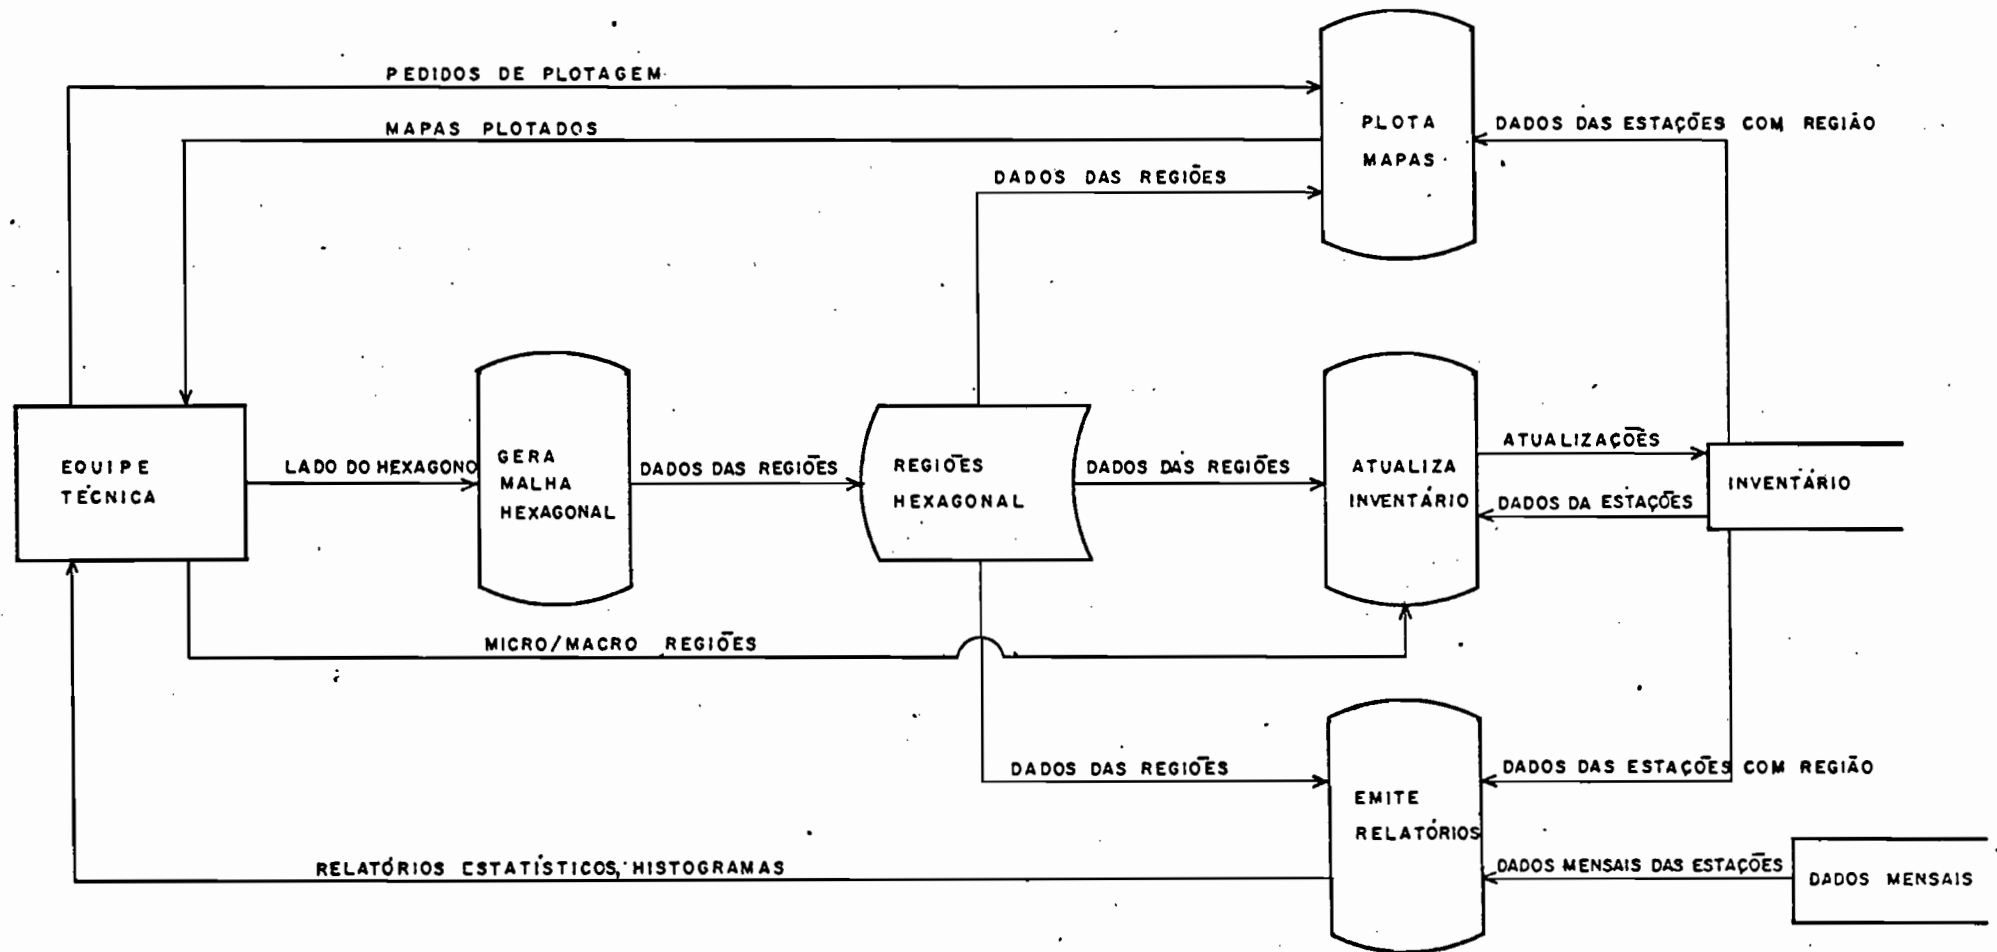 PEDIDOS DE PLOTAGEM
MAPAS PLOTADOS
PLOTA
MAPAS
DADOS DAS ESTAÇÕES COM REGIÃO
DADOS DAS REGIÕES
EQUIPE
TÉCNICA
LADO DO HEXAGONO
GERA
MALHA
HEXAGONAL
DADOS DAS REGIÕES
REGIÕES
HEXAGONAL
DADOS DAS REGIÕES
ATUALIZA
INVENTÁRIO
ATUALIZAÇÕES
DADOS DA ESTAÇÕES
INVENTÁRIO
MICRO/MACRO REGIÕES
DADOS DAS REGIÕES
DADOS DAS ESTAÇÕES COM REGIÃO
EMITE
RELATÓRIOS
RELATÓRIOS ESTATÍSTICOS, HISTOGRAMAS
DADOS MENSAIS DAS ESTAÇÕES
DADOS MENSAIS